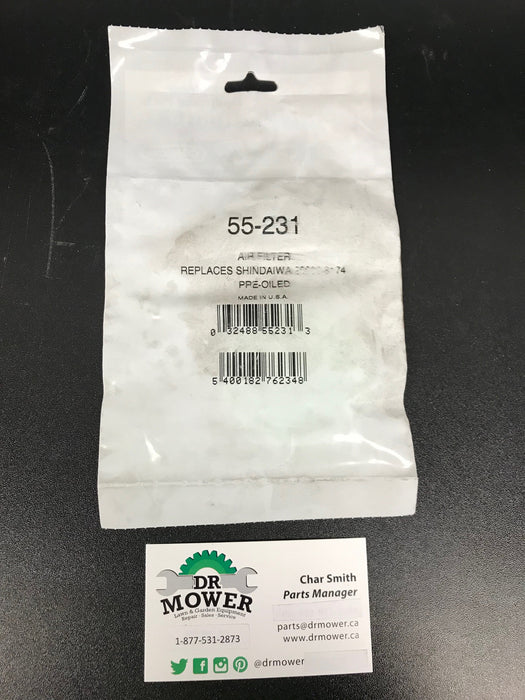 55-231
AIR FILTER
REPLACES SHINDAIWA
PRE-OILED
MADE IN U.S.A.
0 32488 55231 3
5 400182 762348
DR
MOWER
Lawn & Garden Equipment
Repair · Sales · Service
1-877-531-2873
@drmower
Char Smith
Parts Manager
parts@drmower.ca
www.drmower.ca